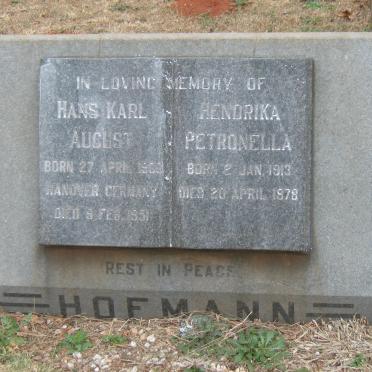 IN LOVING MEMORY OF
HANS KARL
AUGUST
BORN 27 APRIL
HANOVER GERMANY
DIED FEB. 1951
HENDRIKA
PETRONELLA
BORN 2 JAN. 1913
DIED 20 APRIL 1978
REST IN PEACE
HOFMANN